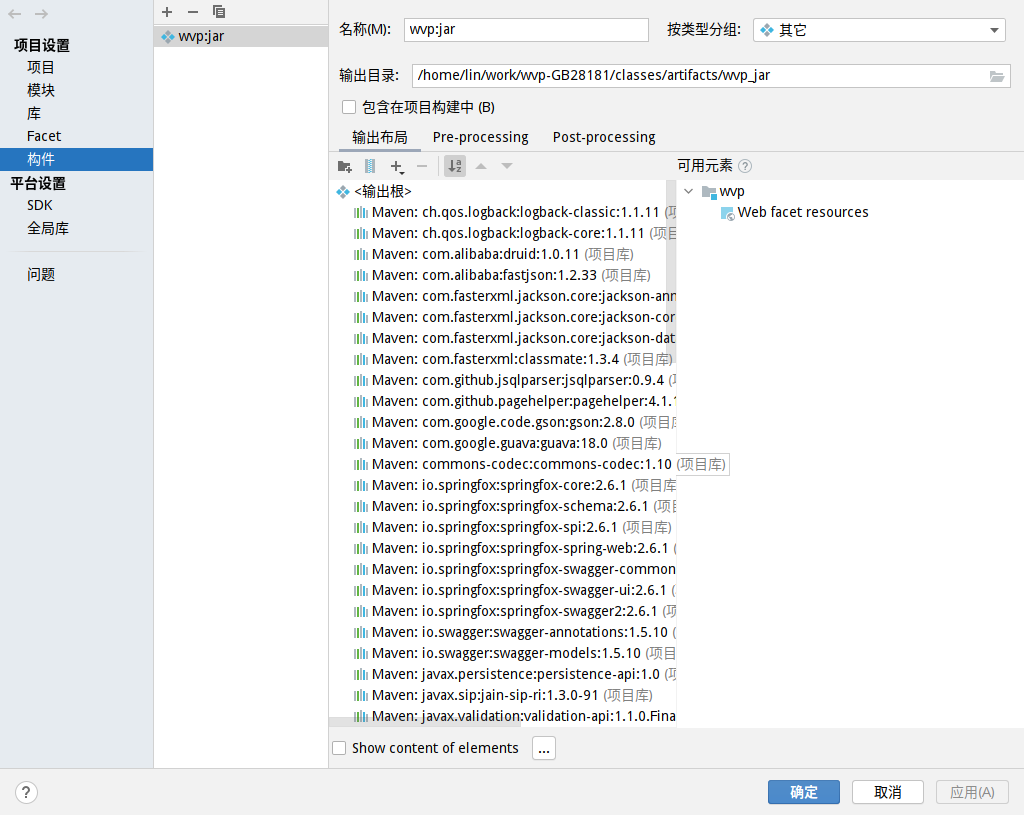 项目设置
项目
模块
库
Facet
构件
平台设置
SDK
全局库
问题
wvp:jar
名称(M):
wvp:jar
按类型分组:
其它
输出目录:
/home/lin/work/wvp-GB28181/classes/artifacts/wvp_jar
包含在项目构建中 (B)
输出布局
Pre-processing
Post-processing
可用元素
<输出根>
Maven: ch.qos.logback:logback-classic:1.1.11
Maven: ch.qos.logback:logback-core:1.1.11 (项目
Maven: com.alibaba:druid:1.0.11 (项目库)
Maven: com.alibaba:fastjson:1.2.33 (项目库)
Maven: com.fasterxml.jackson.core:jackson-ann
Maven: com.fasterxml.jackson.core:jackson-cor
Maven: com.fasterxml.jackson.core:jackson-dat
Maven: com.fasterxml:classmate:1.3.4 (项目库)
Maven: com.github.jsqlparser:jsqlparser:0.9.4 (
Maven: com.github.pagehelper:pagehelper:4.1.
Maven: com.google.code.gson:gson:2.8.0 (项目
Maven: com.google.guava:guava:18.0 (项目库)
Maven: commons-codec:commons-codec:1.10 (项目库)
Maven: io.springfox:springfox-core:2.6.1 (项目库
Maven: io.springfox:springfox-schema:2.6.1 (项
Maven: io.springfox:springfox-spi:2.6.1 (项目库)
Maven: io.springfox:springfox-spring-web:2.6.1 (
Maven: io.springfox:springfox-swagger-common
Maven: io.springfox:springfox-swagger-ui:2.6.1 (
Maven: io.springfox:springfox-swagger2:2.6.1 (项
Maven: io.swagger:swagger-annotations:1.5.10 (
Maven: io.swagger:swagger-models:1.5.10 (项目
Maven: javax.persistence:persistence-api:1.0 (项
Maven: javax.sip:jain-sip-ri:1.3.0-91 (项目库)
Maven: javax.validation:validation-api:1.1.0.Fina
wvp
Web facet resources
Show content of elements
...
?
确定
取消
应用(A)